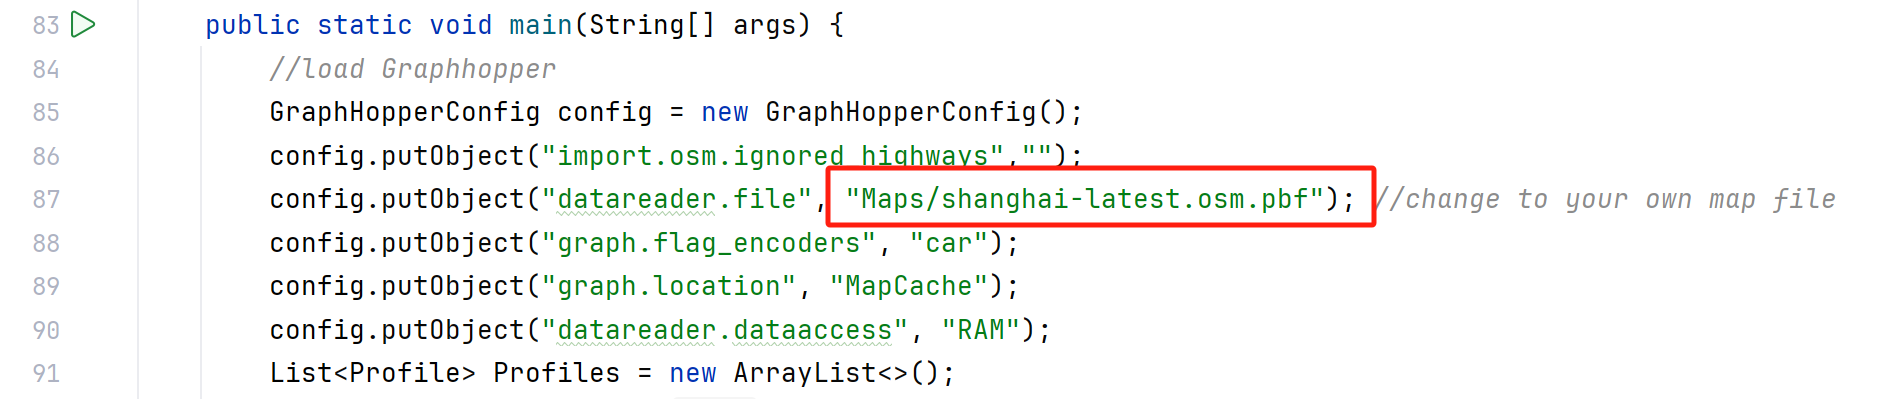 83 public static void main(String[] args) {
84 //load Graphhopper
85 GraphHopperConfig config = new GraphHopperConfig();
86 config.putObject("import.osm.ignored_highways","");
87 config.putObject("datareader.file", "Maps/shanghai-latest.osm.pbf"); //change to your own map file
88 config.putObject("graph.flag_encoders", "car");
89 config.putObject("graph.location", "MapCache");
90 config.putObject("datareader.dataaccess", "RAM");
91 List<Profile> Profiles = new ArrayList<>();